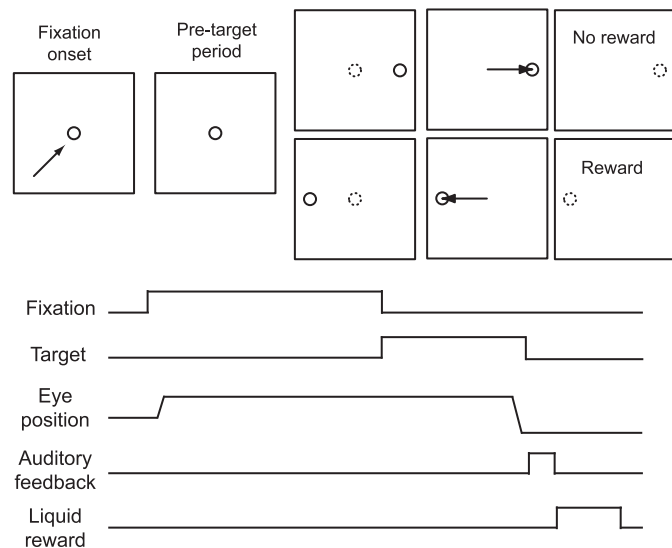 Fixation
onset
Pre-target
period
No reward
Reward
Fixation
Target
Eye
position
Auditory
feedback
Liquid
reward